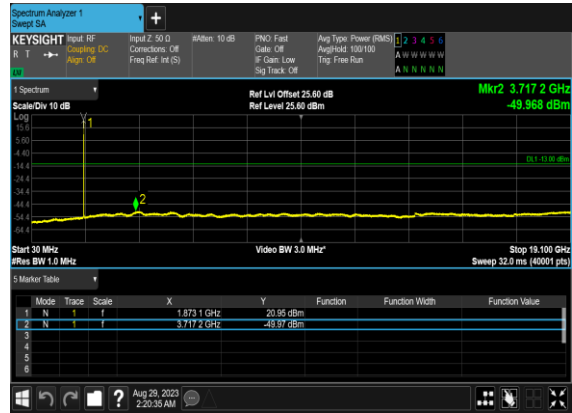 Spectrum Analyzer 1
Swept SA
+
KEYSIGHT
R T
Input: RF
Coupling: DC
Align: Off
Input Z: 50 Ω
Corrections: Off
Freq Ref: Int (S)
#Atten: 10 dB
PNO: Fast
Gate: Off
IF Gain: Low
Sig Track: Off
Avg Type: Power (RMS)
Avg|Hold: 100/100
Trig: Free Run
1 2 3 4 5 6
A W W W W W
A N N N N N
1 Spectrum
Scale/Div 10 dB
Ref Lvl Offset 25.60 dB
Ref Level 25.60 dBm
Mkr2 3.717 2 GHz
-49.968 dBm
Log
15.6
5.60
-4.40
-14.4
-24.4
-34.4
-44.4
-54.4
-64.4
1
2
DL1 -13.00 dBm
Start 30 MHz
#Res BW 1.0 MHz
Video BW 3.0 MHz*
Stop 19.100 GHz
Sweep 32.0 ms (40001 pts)
5 Marker Table
Mode Trace Scale X Y Function Function Width Function Value
1 N 1 f 1.873 1 GHz 20.95 dBm
2 N 1 f 3.717 2 GHz -49.97 dBm
3
4
5
6
?
Aug 29, 2023
2:20:35 AM